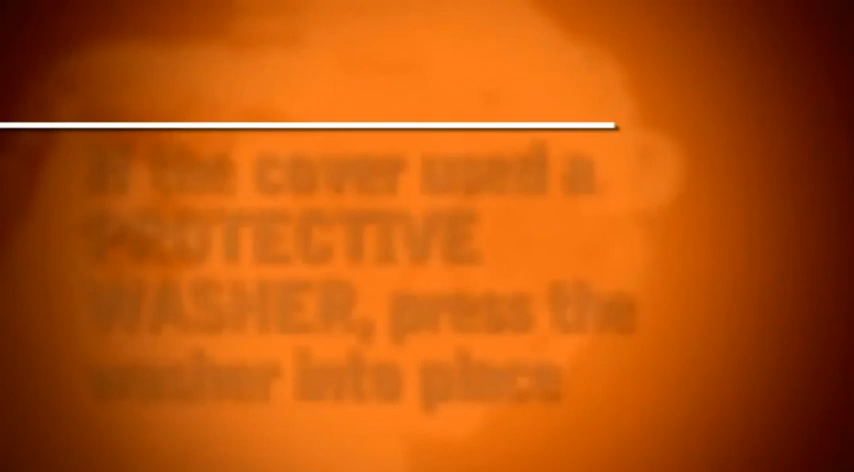 If the cover used a
PROTECTIVE
WASHER, press the
washer into place